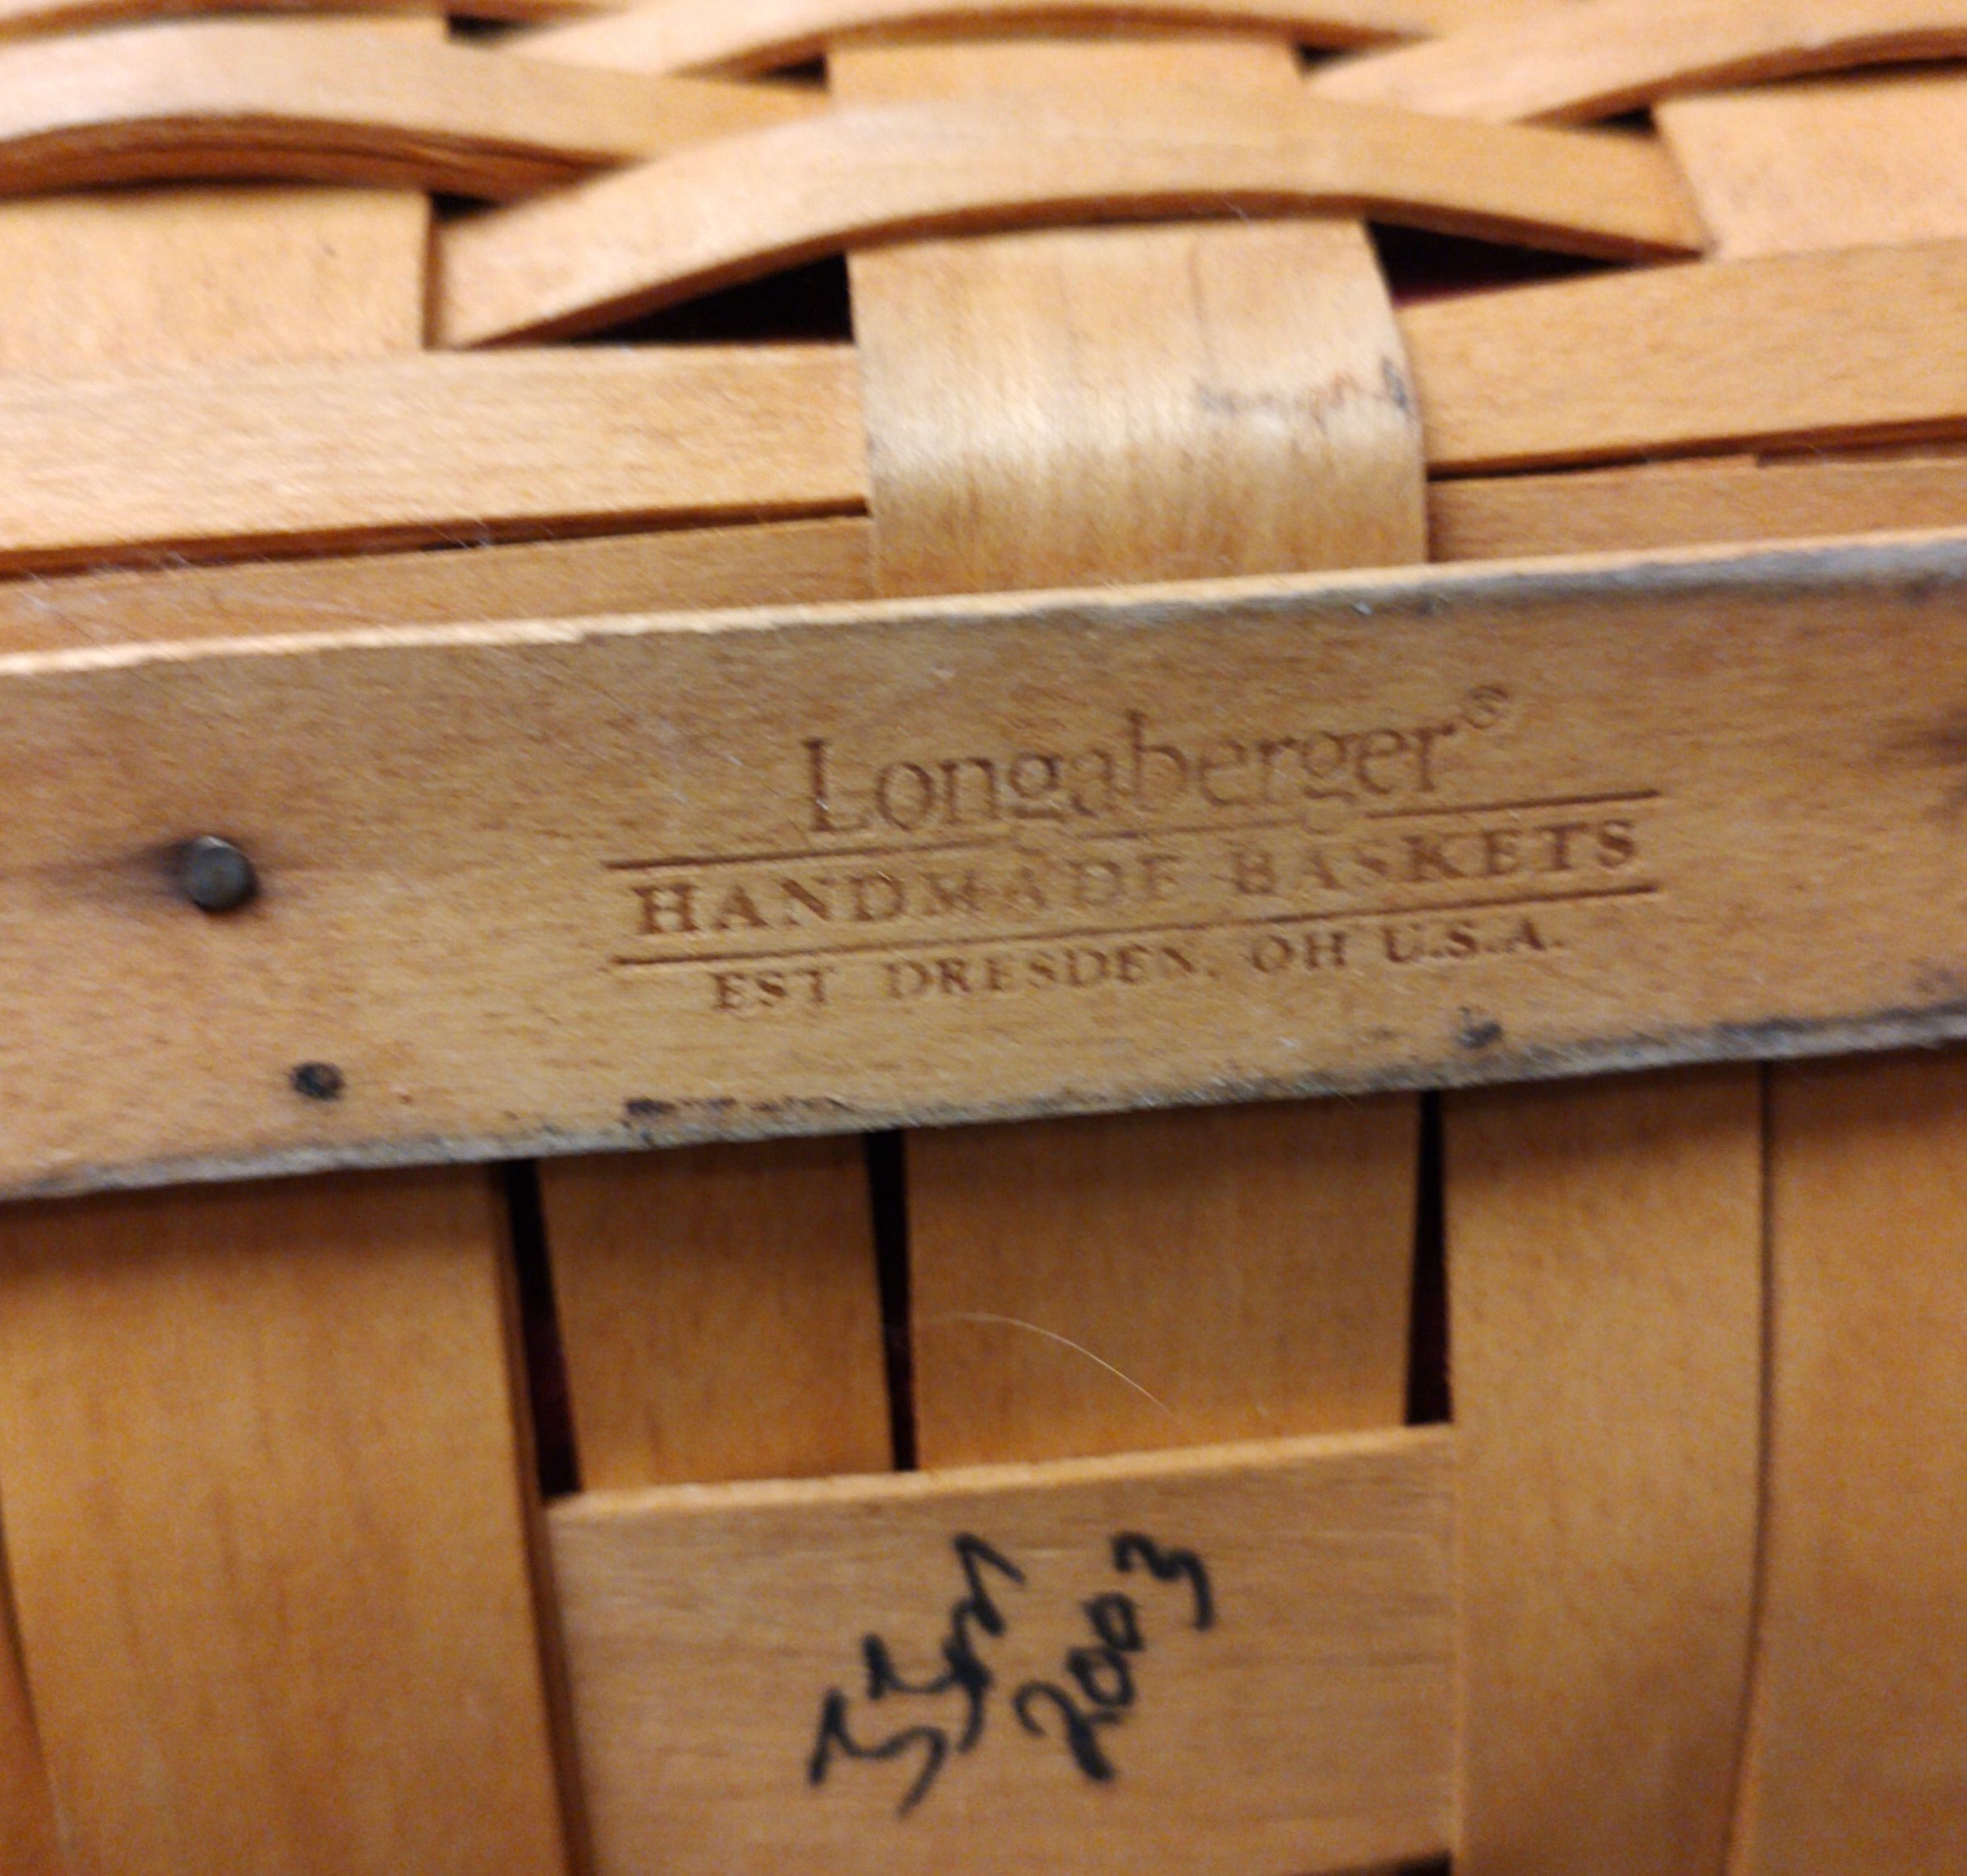 Longaberger®
HANDMADE BASKETS
EST DRESDEN, OH U.S.A.
2003